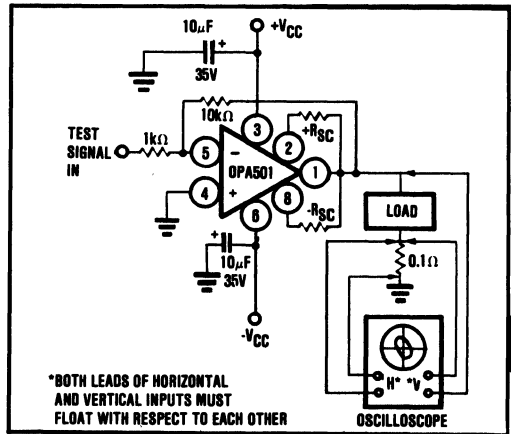 10μF
+VCC
+
35V
10kΩ
TEST
SIGNAL
IN
1kΩ
3
+RSC
2
5
-
OPA501
1
4
+
8
-RSC
6
LOAD
+
10μF
35V
0.1Ω
-VCC
H* *V
*BOTH LEADS OF HORIZONTAL
AND VERTICAL INPUTS MUST
FLOAT WITH RESPECT TO EACH OTHER
OSCILLOSCOPE